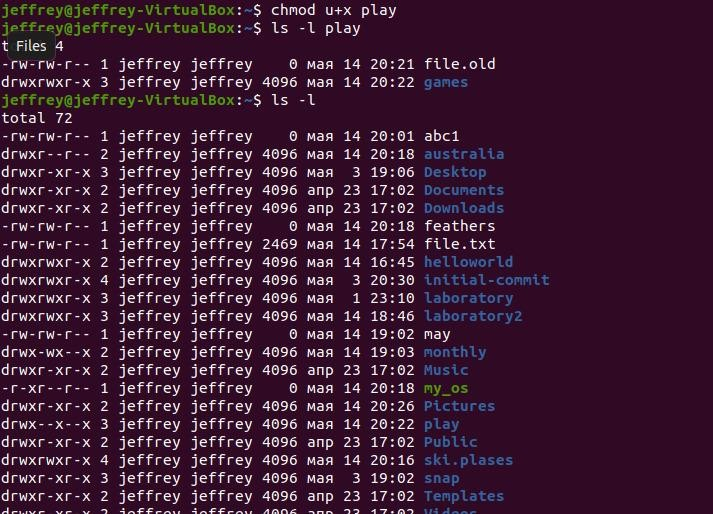 jeffrey@jeffrey-VirtualBox:~$ chmod u+x play
jeffrey@jeffrey-VirtualBox:~$ ls -l play
t Files 4
-rw-rw-r-- 1 jeffrey jeffrey    0 мая 14 20:21 file.old
drwxrwxr-x 3 jeffrey jeffrey 4096 мая 14 20:22 games
jeffrey@jeffrey-VirtualBox:~$ ls -l
total 72
-rw-rw-r-- 1 jeffrey jeffrey    0 мая 14 20:01 abc1
drwxr--r-- 2 jeffrey jeffrey 4096 мая 14 20:18 australia
drwxr-xr-x 3 jeffrey jeffrey 4096 мая  3 19:06 Desktop
drwxr-xr-x 2 jeffrey jeffrey 4096 апр 23 17:02 Documents
drwxr-xr-x 2 jeffrey jeffrey 4096 апр 23 17:02 Downloads
-rw-rw-r-- 1 jeffrey jeffrey    0 мая 14 20:18 feathers
-rw-rw-r-- 1 jeffrey jeffrey 2469 мая 14 17:54 file.txt
drwxrwxr-x 2 jeffrey jeffrey 4096 мая 14 16:45 helloworld
drwxrwxr-x 4 jeffrey jeffrey 4096 мая  3 20:30 initial-commit
drwxrwxr-x 3 jeffrey jeffrey 4096 мая  1 23:10 laboratory
drwxrwxr-x 3 jeffrey jeffrey 4096 мая 14 18:46 laboratory2
-rw-rw-r-- 1 jeffrey jeffrey    0 мая 14 19:02 may
drwx-wx--x 2 jeffrey jeffrey 4096 мая 14 19:03 monthly
drwxr-xr-x 2 jeffrey jeffrey 4096 апр 23 17:02 Music
-r-xr--r-- 1 jeffrey jeffrey    0 мая 14 20:18 my_os
drwxr-xr-x 2 jeffrey jeffrey 4096 мая 14 20:26 Pictures
drwx--x--x 3 jeffrey jeffrey 4096 мая 14 20:22 play
drwxr-xr-x 2 jeffrey jeffrey 4096 апр 23 17:02 Public
drwxrwxr-x 4 jeffrey jeffrey 4096 мая 14 20:16 ski.plases
drwxr-xr-x 3 jeffrey jeffrey 4096 мая  3 19:02 snap
drwxr-xr-x 2 jeffrey jeffrey 4096 апр 23 17:02 Templates
drwxr-xr-x 2 jeffrey jeffrey 4096 апр 23 17:02 Videos